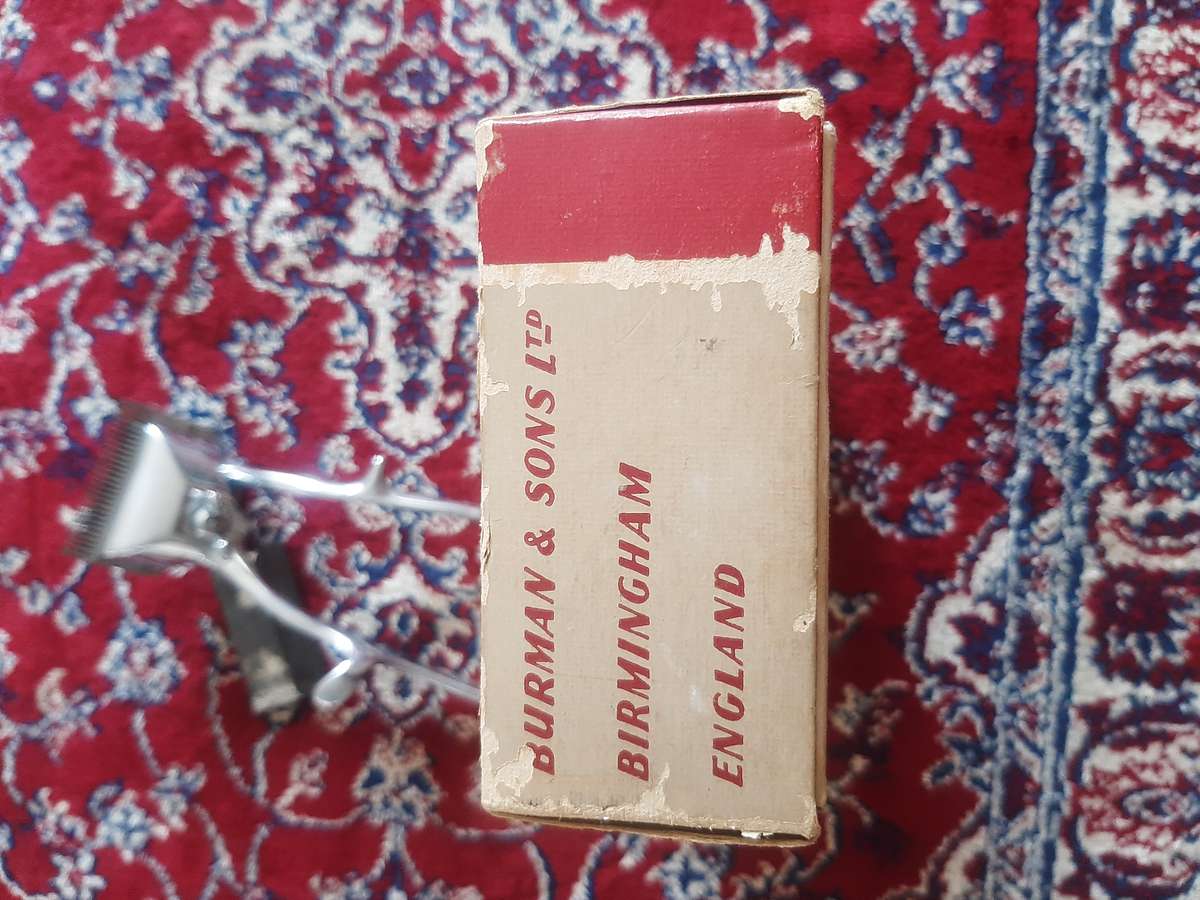 BURMAN & SONS LTD
BIRMINGHAM
ENGLAND